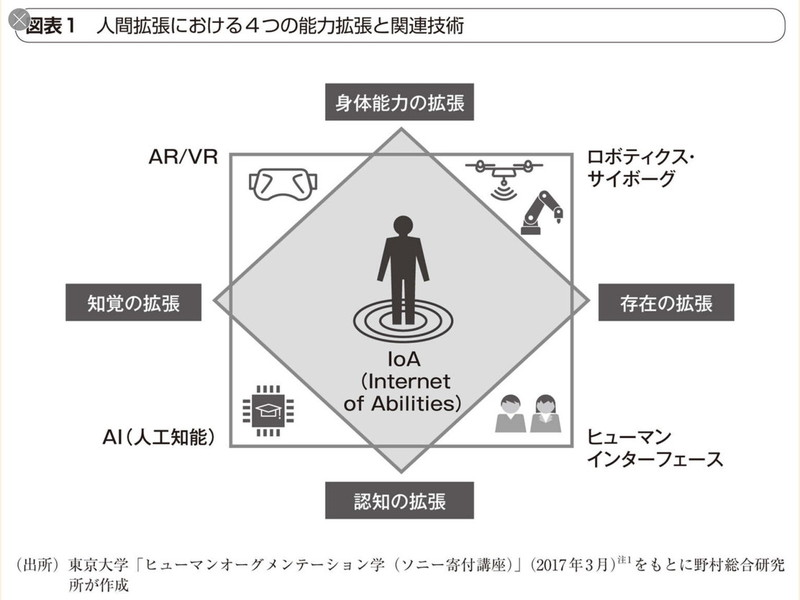 図表1 人間拡張における4つの能力拡張と関連技術
身体能力の拡張
AR/VR
ロボティクス・
サイボーグ
知覚の拡張
存在の拡張
IoA
(Internet
of Abilities)
AI(人工知能)
ヒューマン
インターフェース
認知の拡張
(出所)東京大学「ヒューマンオーグメンテーション学(ソニー寄付講座)」(2017年3月)注1をもとに野村総合研究
所が作成